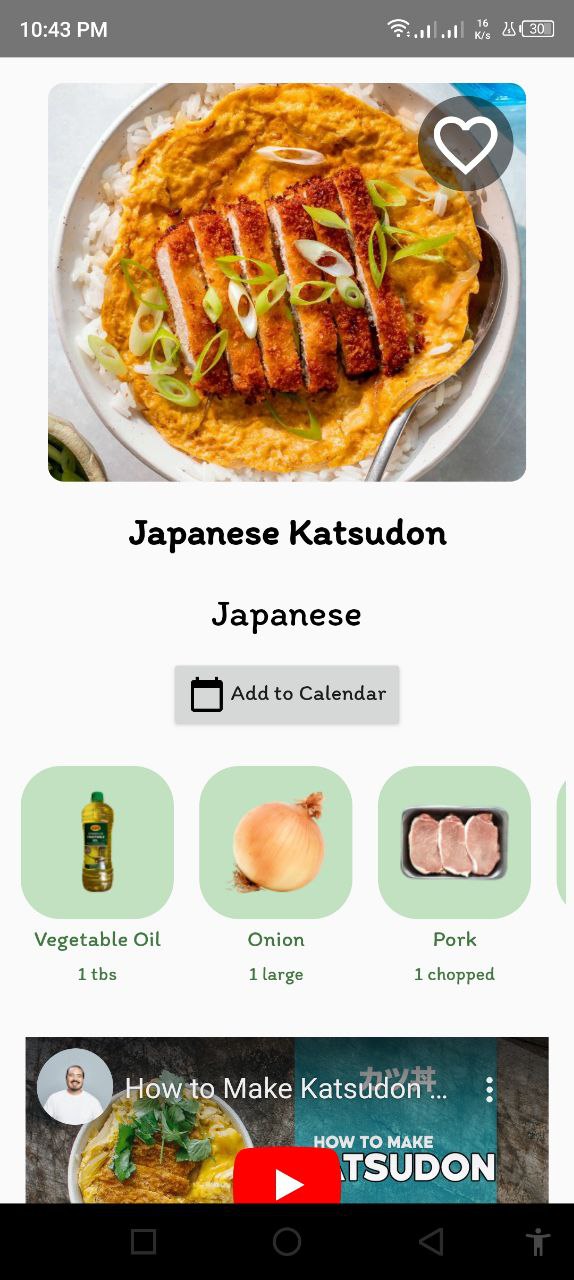 10:43 PM
16
K/s
30
Japanese Katsudon
Japanese
Add to Calendar
Vegetable Oil
Onion
Pork
1 tbs
1 large
1 chopped
カツ丼
How to Make Katsudon ...
HOW TO MAKE
ATSUDON